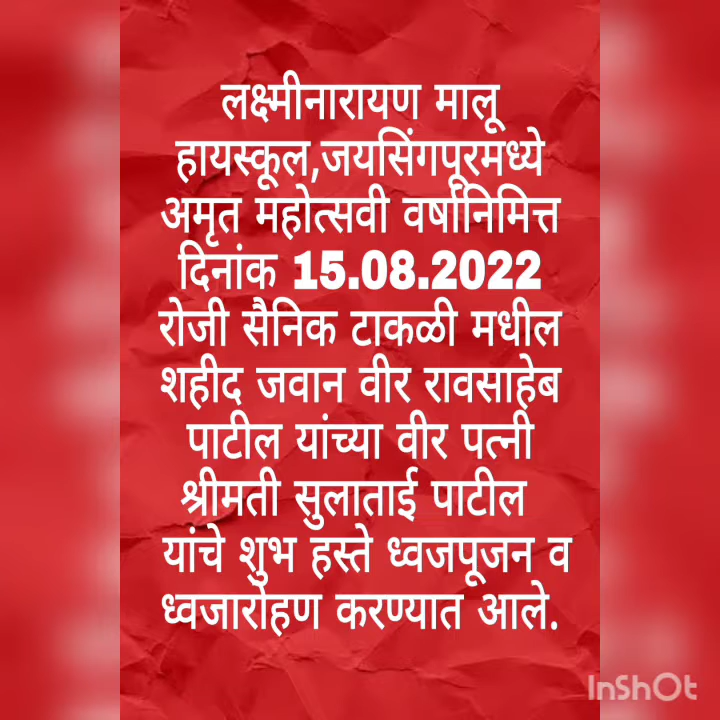 लक्ष्मीनारायण मालू
हायस्कूल,जयसिंगपूरमध्ये
अमृत महोत्सवी वर्षानिमित्त
दिनांक 15.08.2022
रोजी सैनिक टाकळी मधील
शहीद जवान वीर रावसाहेब
पाटील यांच्या वीर पत्नी
श्रीमती सुलाताई पाटील
यांचे शुभ हस्ते ध्वजपूजन व
ध्वजारोहण करण्यात आले.
InShOt